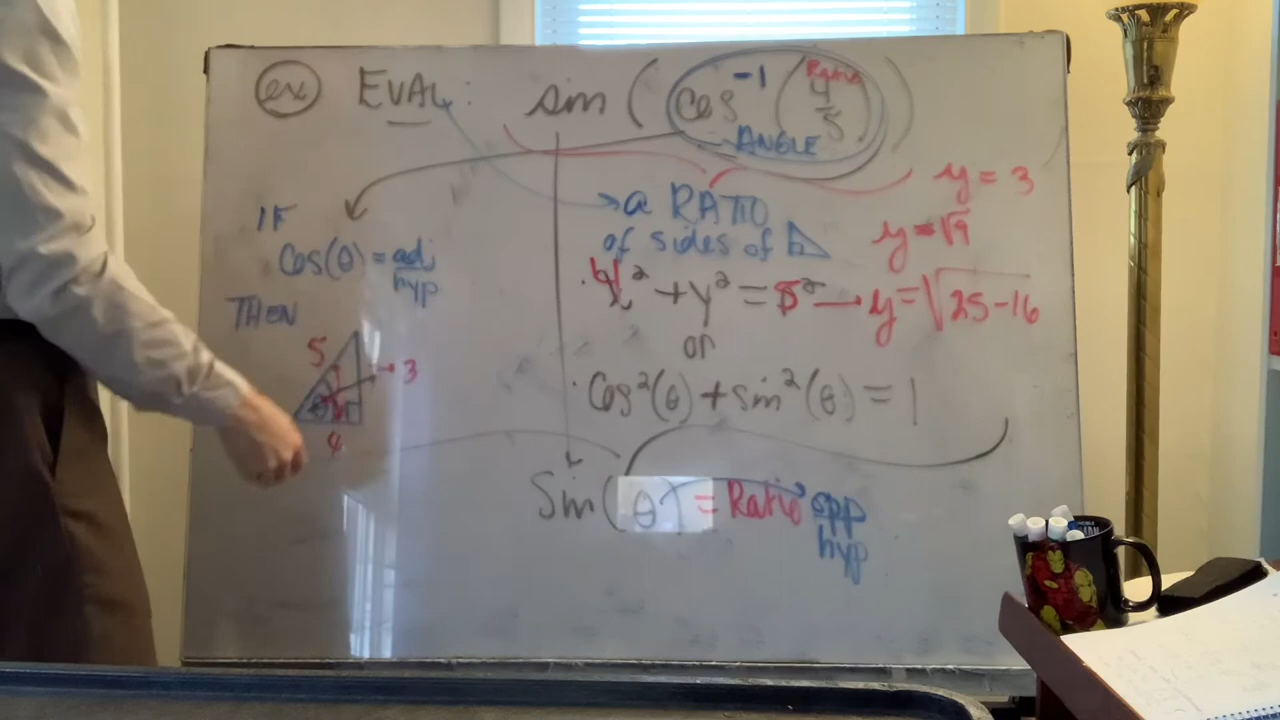 ex EVAL: sin (cos⁻¹ (4/5))
Ratio
ANGLE
IF
Cos(θ) = adj/hyp
THEN
5
3
θ
4
a RATIO
of sides of
4² + y² = 5² → y = √25-16
y = √9
y = 3
or
Cos²(θ) + sin²(θ) = 1
Sin(θ) = Ratio opp/hyp